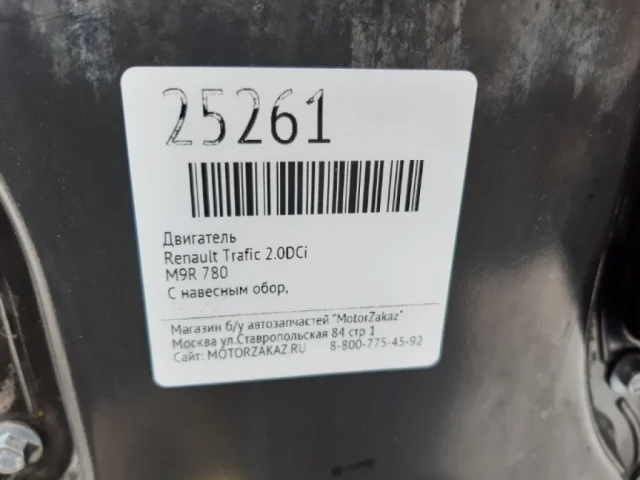 25261
Двигатель
Renault Trafic 2.0DCi
M9R 780
С навесным обор,
Магазин б/у автозапчастей "MotorZakaz"
Москва ул.Ставропольская 84 стр 1
Сайт: MOTORZAKAZ.RU 8-800-775-45-92